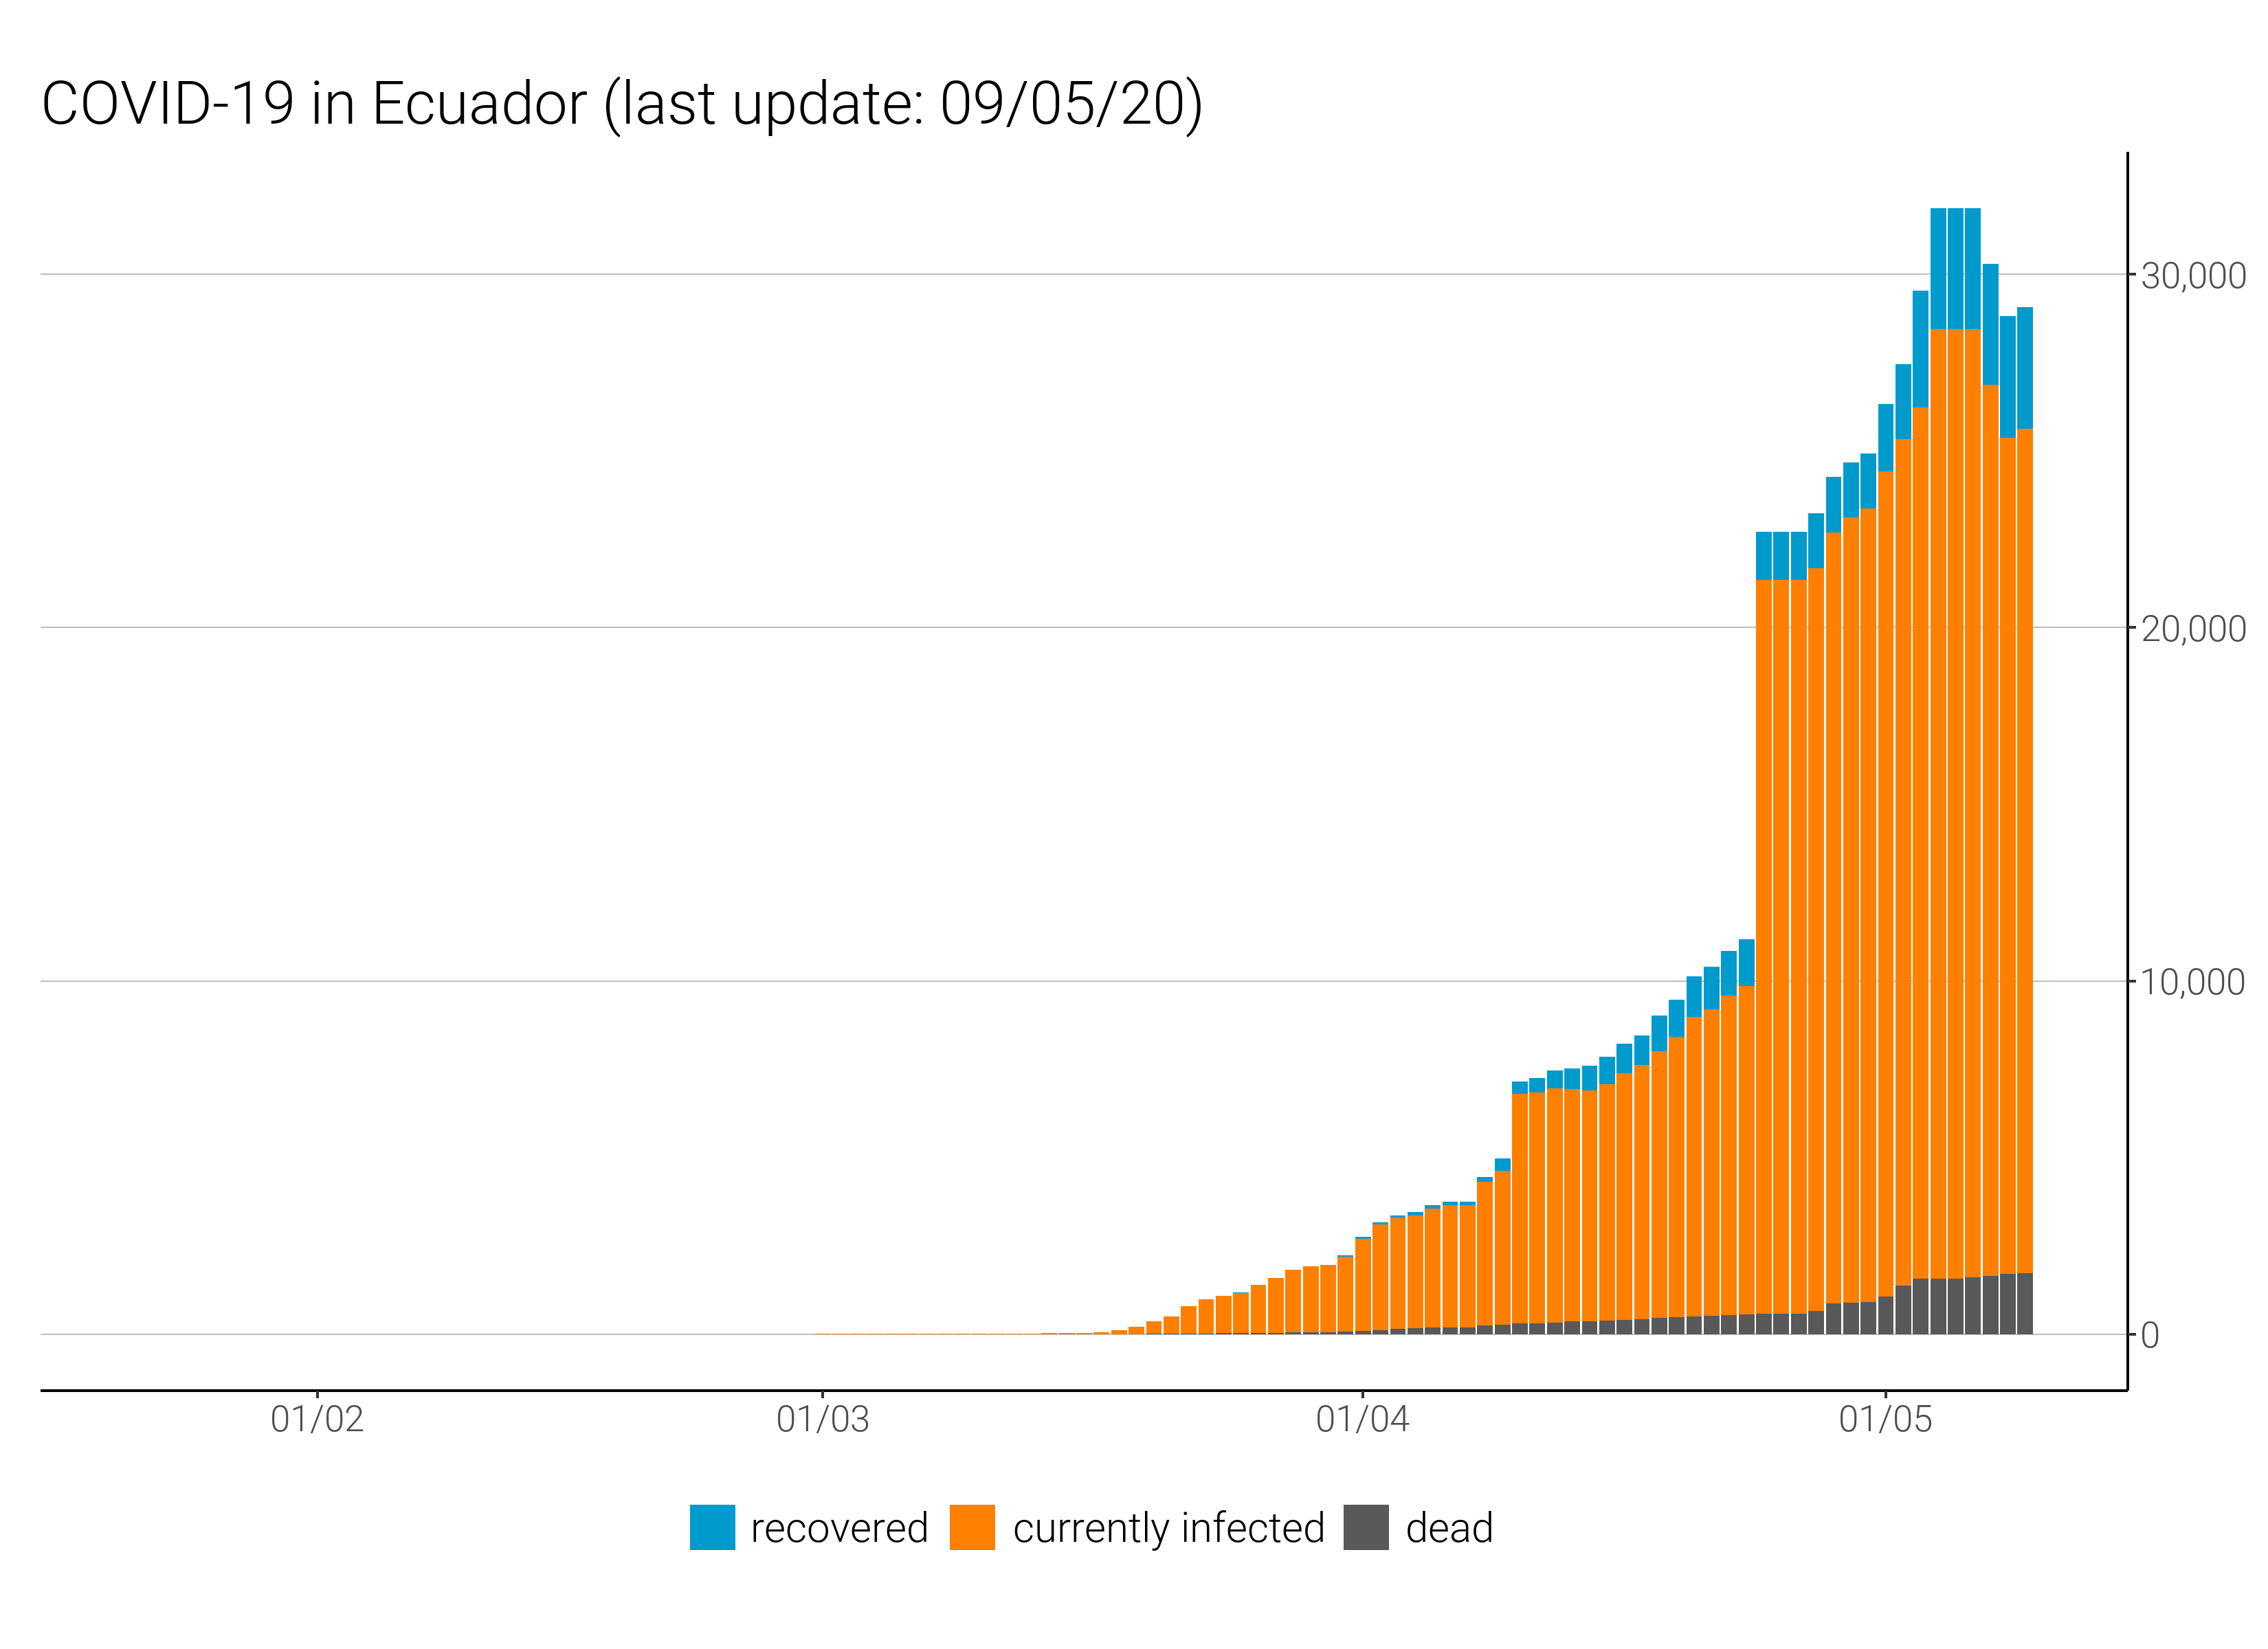 COVID-19 in Ecuador (last update: 09/05/20)
30,000
20,000
10,000
0
01/02 01/03 01/04 01/05
recovered currently infected dead